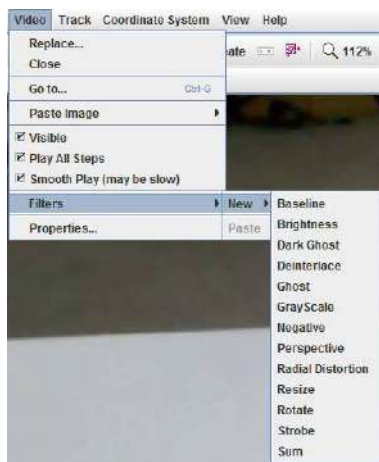 Video Track Coordinate System View Help
Replace...
Close
ate 112%
Go to... Ctrl-G
Paste Image
Visible
Play All Steps
Smooth Play (may be slow)
Filters
Properties...
New
Paste
Baseline
Brightness
Dark Ghost
Deinterlace
Ghost
GrayScale
Negative
Perspective
Radial Distortion
Resize
Rotate
Strobe
Sum